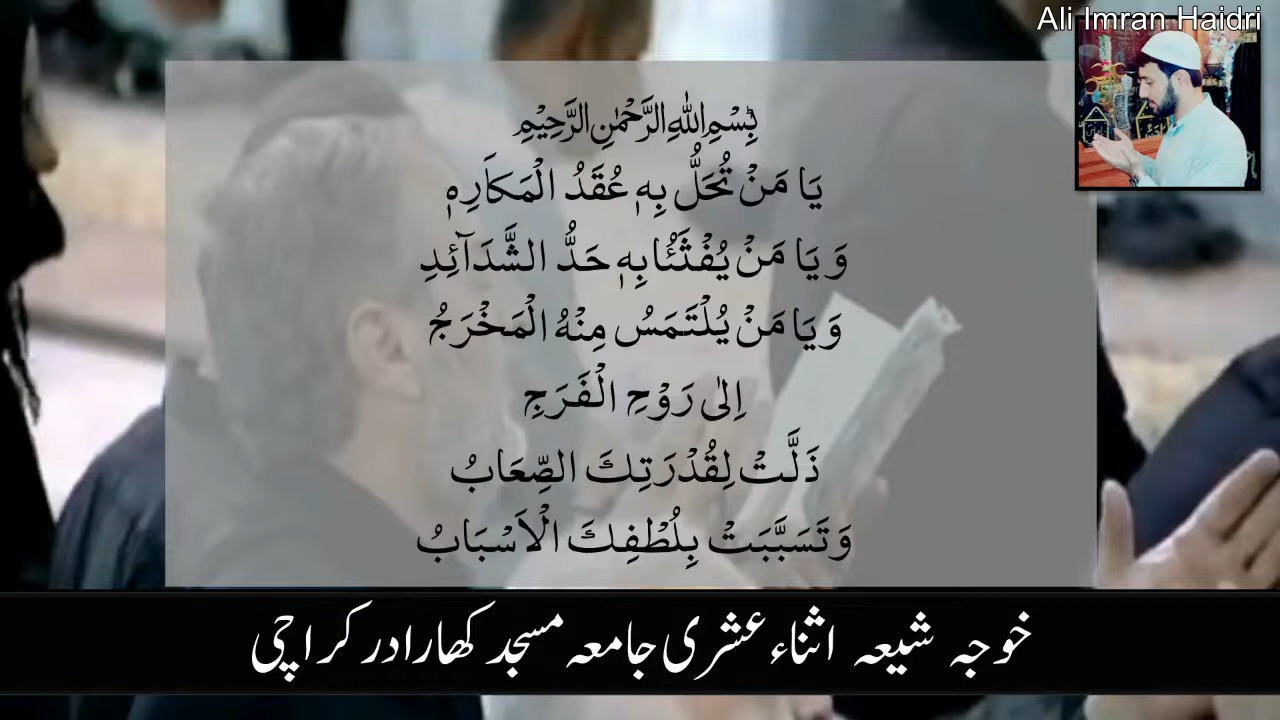 Ali Imran Haidri
بِسْمِ اللّٰهِ الرَّحْمٰنِ الرَّحِيْمِ
يَا مَنْ تُحَلُّ بِهٖ عُقَدُ الْمَكَارِهِ
وَ يَا مَنْ يُفْثَئُا بِهٖ حَدُّ الشَّدَآئِدِ
وَ يَا مَنْ يُلْتَمَسُ مِنْهُ الْمَخْرَجُ
اِلٰى رَوْحِ الْفَرَجِ
ذَلَّتْ لِقُدْرَتِكَ الصِّعَابُ
وَ تَسَبَّبَتْ بِلُطْفِكَ الْاَسْبَابُ
خوجہ شیعہ اثناء عشری جامعہ مسجد کھارادر کراچی